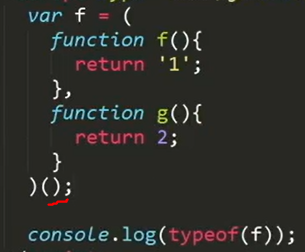 var f = (
function f(){
return '1';
},
function g(){
return 2;
}
)();
console.log(typeof(f));